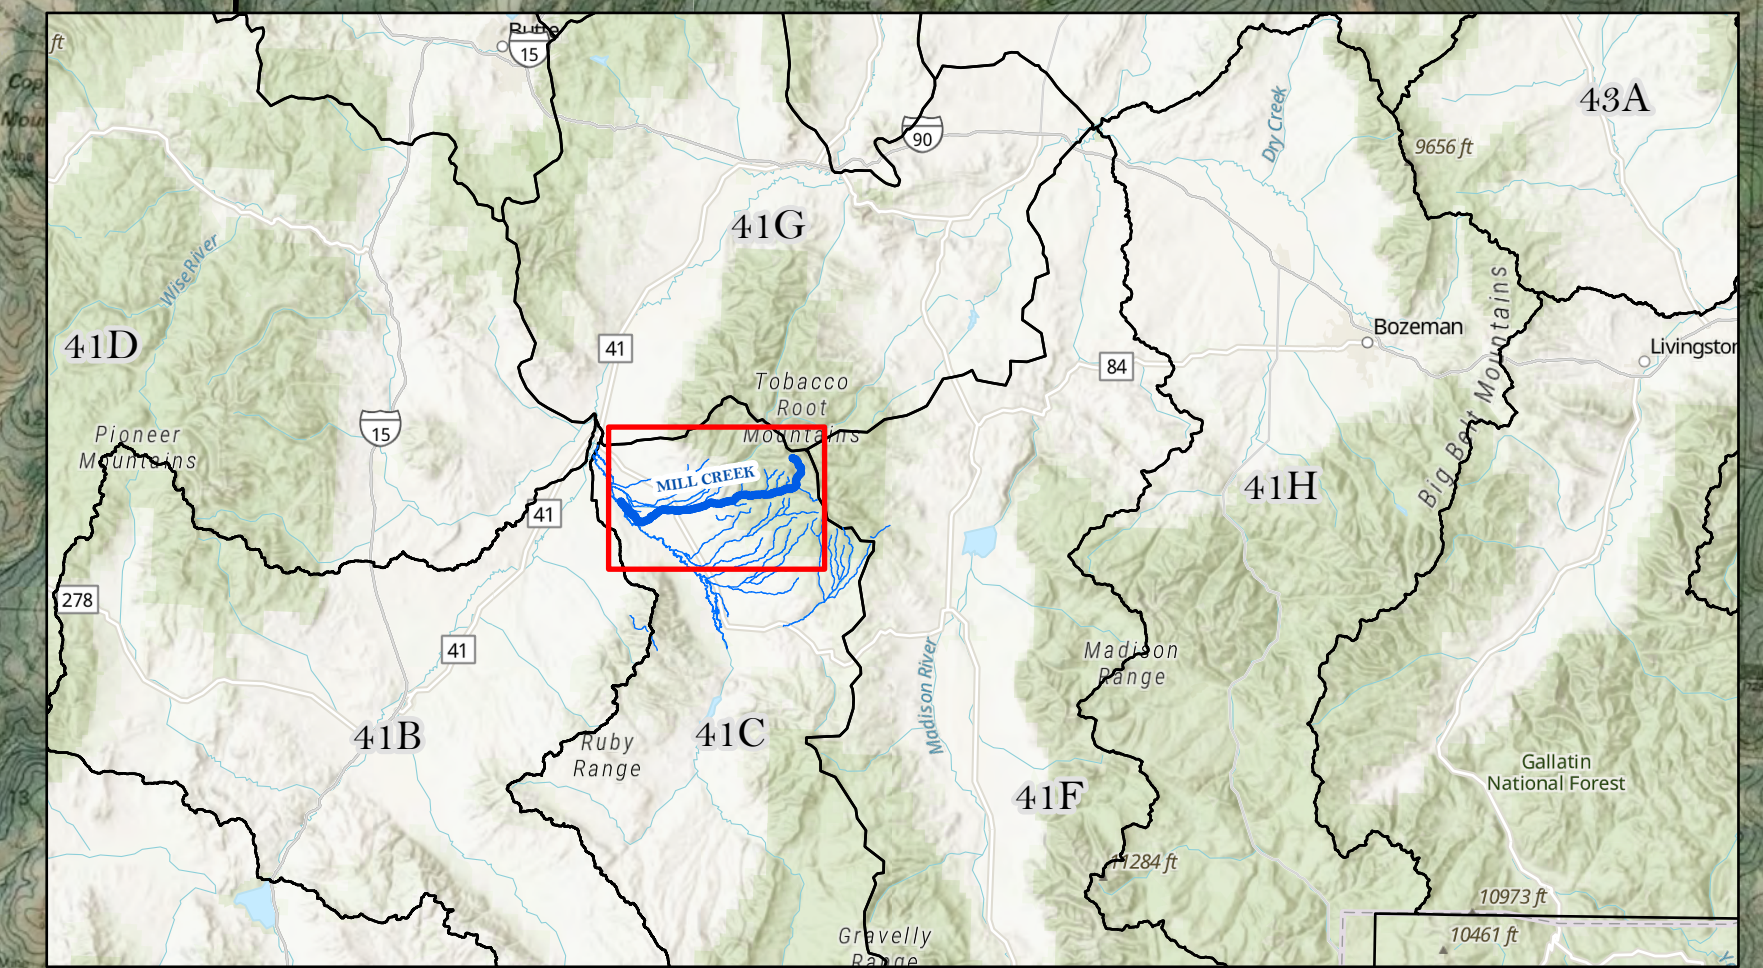 Butte
ft
15
43A
90
Dry Creek
9656 ft
41G
Wise River
41D
41
Bozeman
Livingston
84
Tobacco
Root
Mountains
Big Belt Mountains
15
Pioneer
Mountains
MILL CREEK
41H
41
278
41
Madison
Range
Madison River
41B
41C
Ruby
Range
41F
Gallatin
National Forest
11284 ft
10973 ft
10461 ft
Gravelly
Range